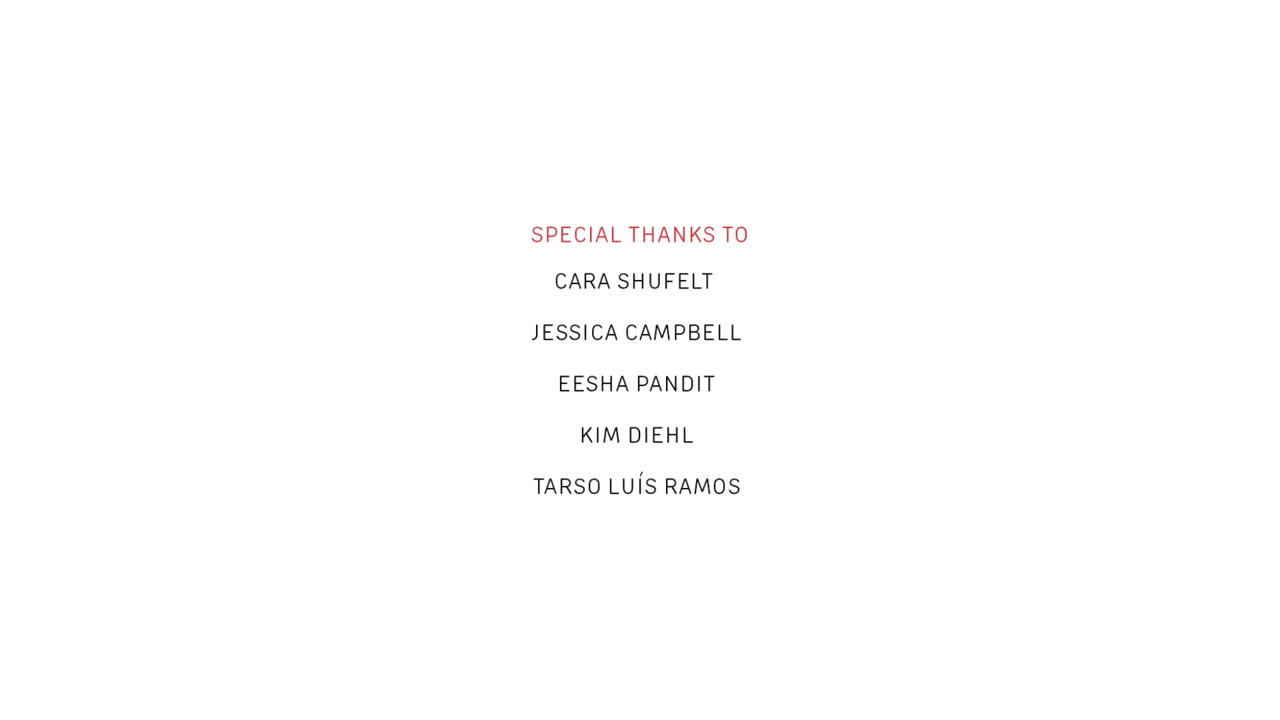 SPECIAL THANKS TO
CARA SHUFELT
JESSICA CAMPBELL
EESHA PANDIT
KIM DIEHL
TARSO LUÍS RAMOS